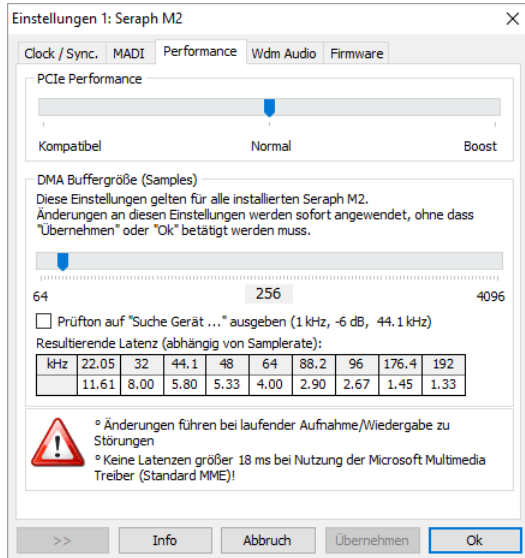 Einstellungen 1: Seraph M2
Clock / Sync. MADI Performance Wdm Audio Firmware
PCIe Performance
Kompatibel Normal Boost
DMA Buffergröße (Samples)
Diese Einstellungen gelten für alle installierten Seraph M2.
Änderungen an diesen Einstellungen werden sofort angewendet, ohne dass
"Übernehmen" oder "Ok" betätigt werden muss.
64 256 4096
Prüfton auf "Suche Gerät ..." ausgeben (1 kHz, -6 dB, 44.1 kHz)
Resultierende Latenz (abhängig von Samplerate):
kHz 22.05 32 44.1 48 64 88.2 96 176.4 192
11.61 8.00 5.80 5.33 4.00 2.90 2.67 1.45 1.33
° Änderungen führen bei laufender Aufnahme/Wiedergabe zu
Störungen
° Keine Latenzen größer 18 ms bei Nutzung der Microsoft Multimedia
Treiber (Standard MME)!
>> Info Abbruch Übernehmen Ok